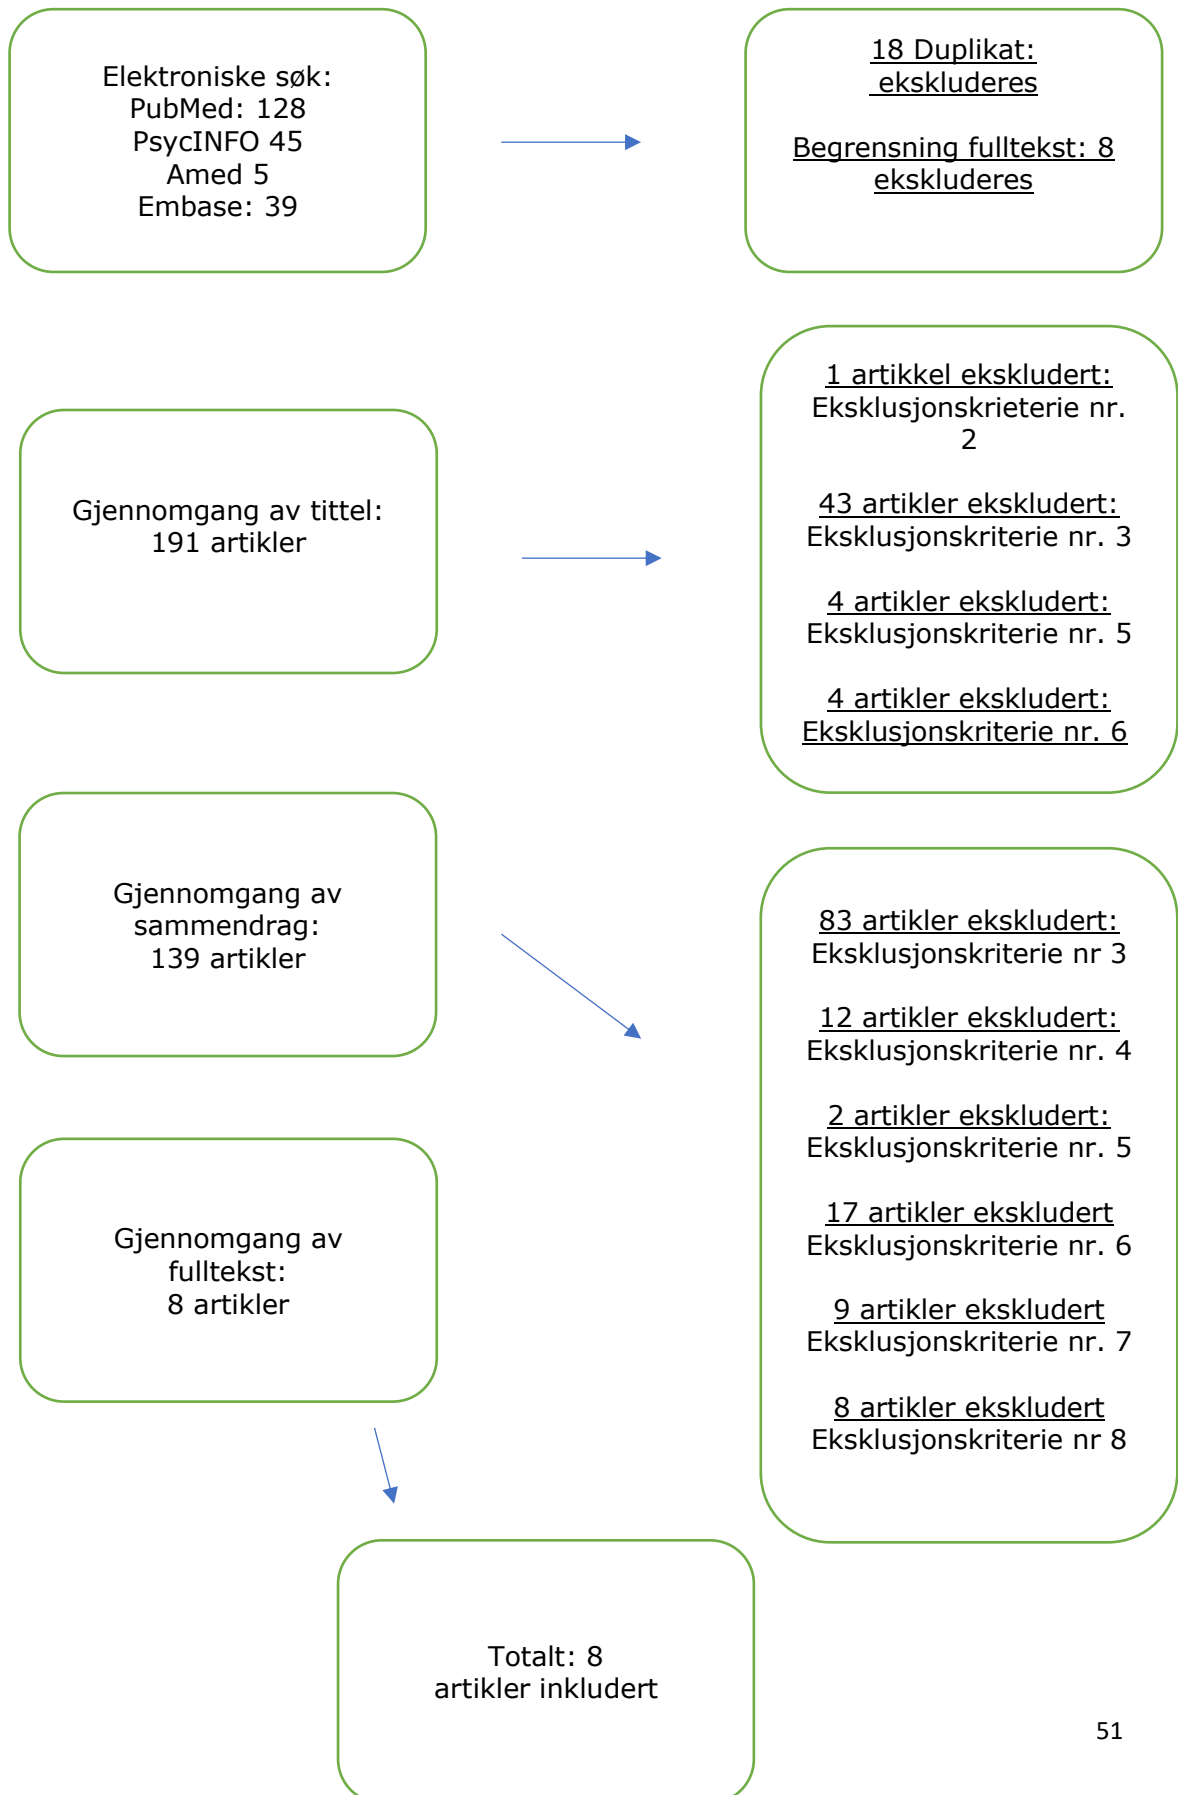 Elektroniske søk:
PubMed: 128
PsycINFO 45
Amed 5
Embase: 39
18 Duplikat:
ekskluderes
Begrensning fulltekst: 8
ekskluderes
Gjennomgang av tittel:
191 artikler
1 artikkel ekskludert:
Eksklusjonskrieterie nr.
2
43 artikler ekskludert:
Eksklusjonskriterie nr. 3
4 artikler ekskludert:
Eksklusjonskriterie nr. 5
4 artikler ekskludert:
Eksklusjonskriterie nr. 6
Gjennomgang av
sammendrag:
139 artikler
83 artikler ekskludert:
Eksklusjonskriterie nr 3
12 artikler ekskludert:
Eksklusjonskriterie nr. 4
2 artikler ekskludert:
Eksklusjonskriterie nr. 5
17 artikler ekskludert
Eksklusjonskriterie nr. 6
9 artikler ekskludert
Eksklusjonskriterie nr. 7
8 artikler ekskludert
Eksklusjonskriterie nr 8
Gjennomgang av
fulltekst:
8 artikler
Totalt: 8
artikler inkludert
51